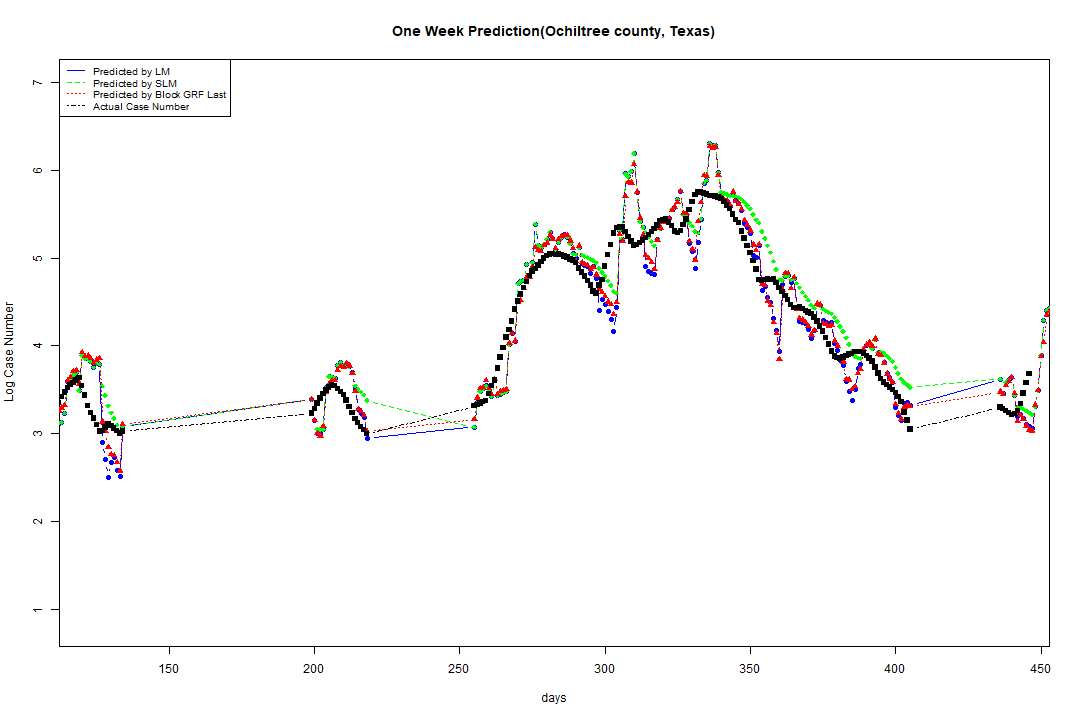 One Week Prediction(Ochiltree county, Texas)
Predicted by LM
Predicted by SLM
Predicted by Block GRF Last
Actual Case Number
Log Case Number
7
6
5
4
3
2
1
150 200 250 300 350 400 450
days